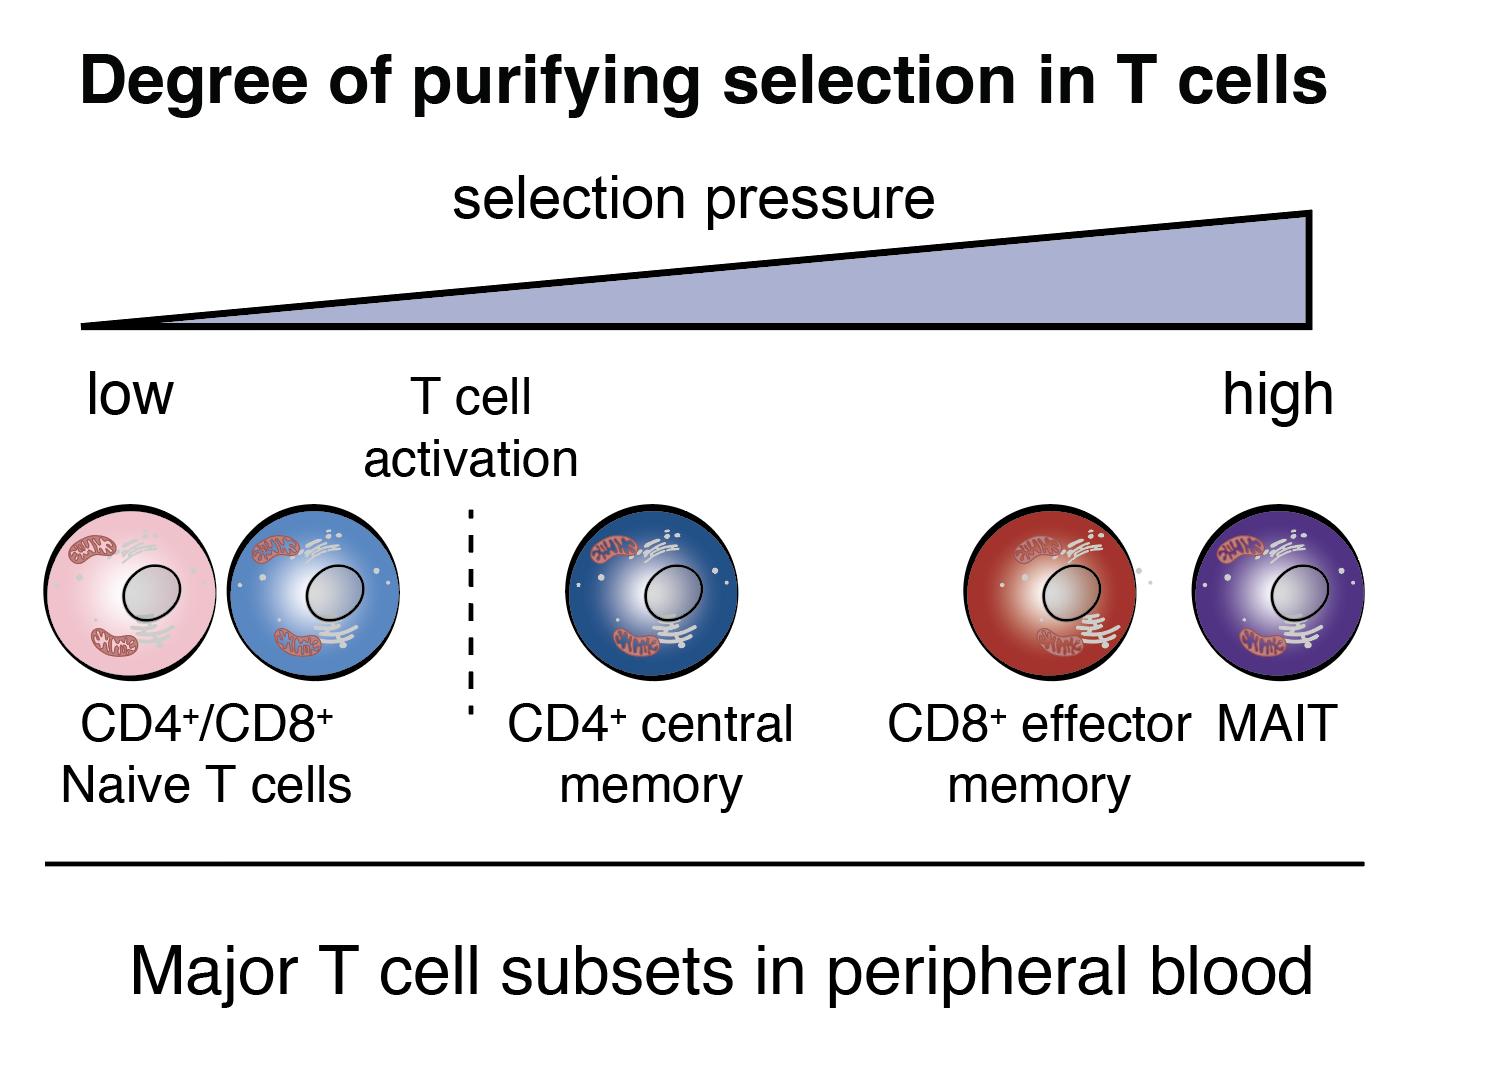 Degree of purifying selection in T cells
selection pressure
low
T cell
activation
high
CD4⁺/CD8⁺
Naive T cells
CD4⁺ central
memory
CD8⁺ effector
memory
MAIT
Major T cell subsets in peripheral blood